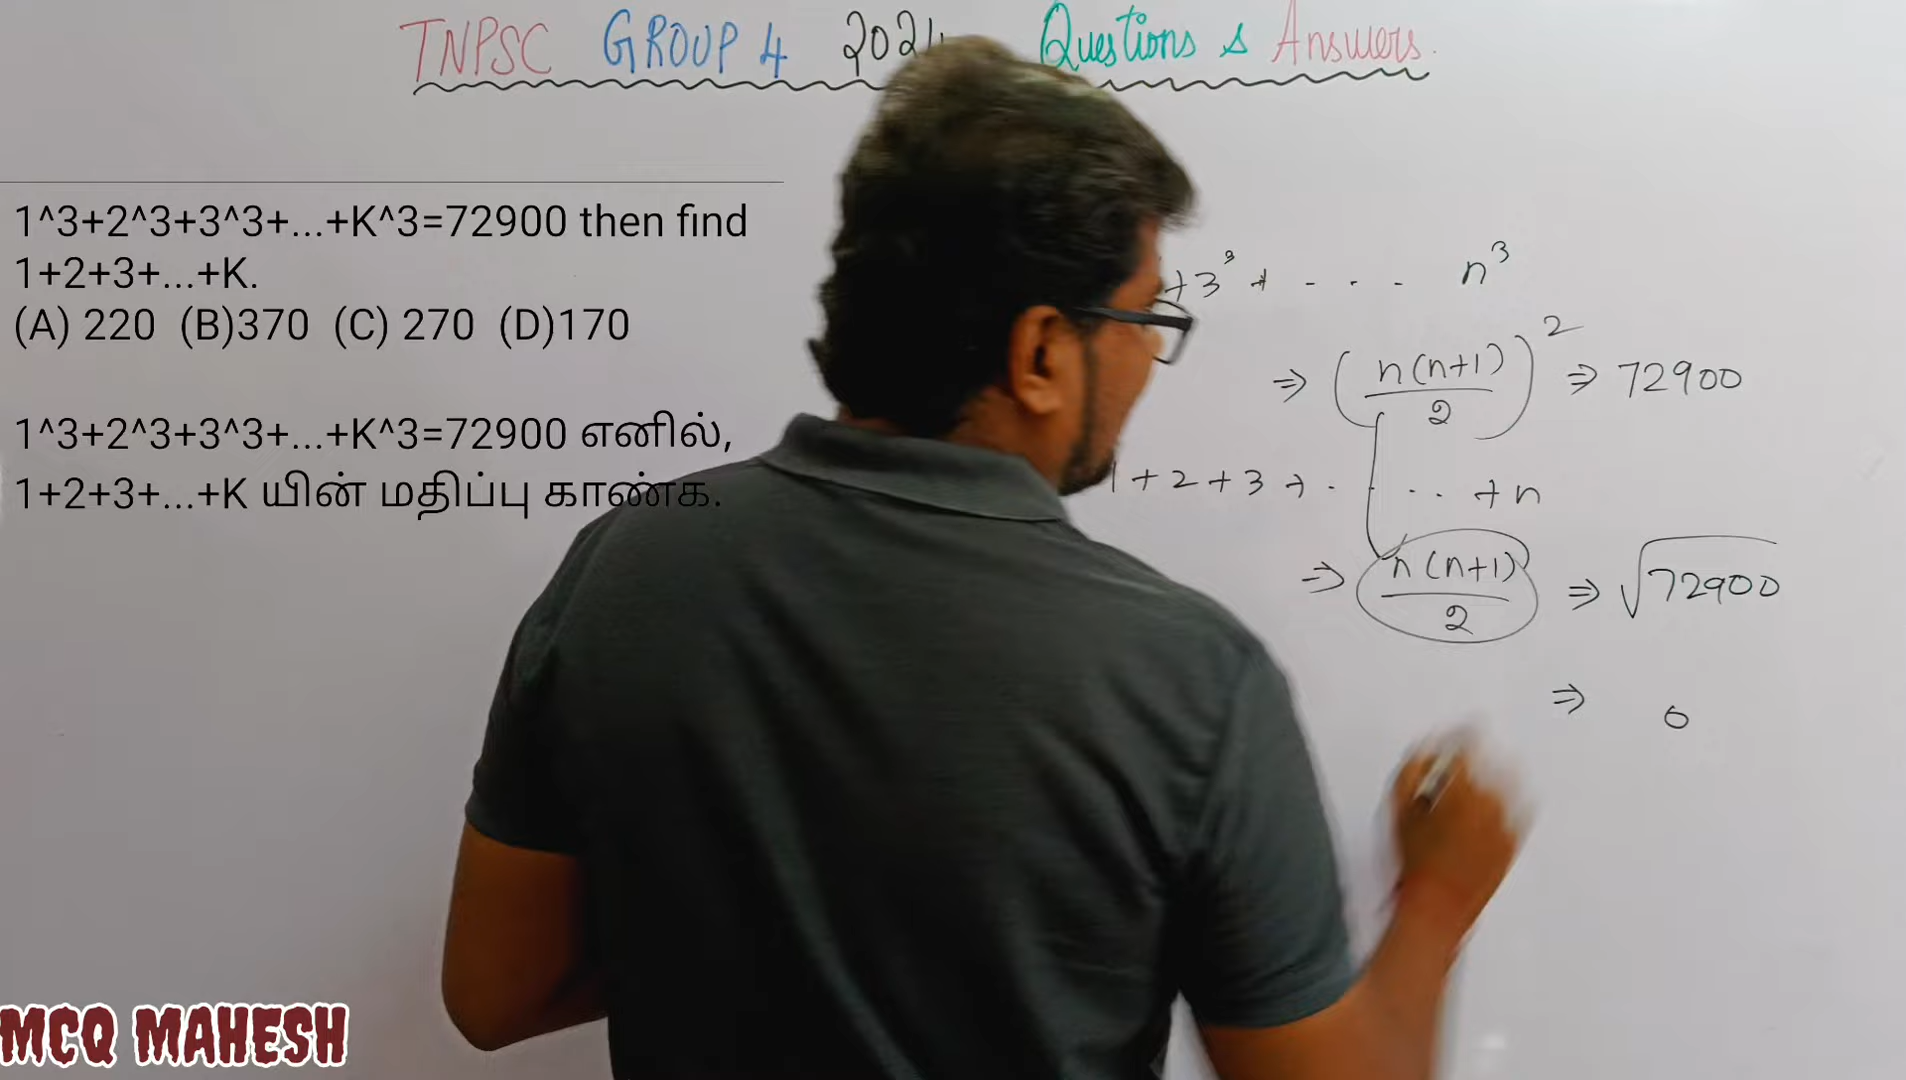 TNPSC GROUP 4 2024 Questions & Answers.
1^3+2^3+3^3+...+K^3=72900 then find
1+2+3+...+K.
(A) 220 (B)370 (C) 270 (D)170
1^3+2^3+3^3+...+K^3=72900 எனில்,
1+2+3+...+K யின் மதிப்பு காண்க.
+3³ + . . . n³
⇒ (n(n+1)/2)² ⇒ 72900
1+2+3+ . . . . +n
⇒ n(n+1)/2 ⇒ √72900
⇒ 0
MCQ MAHESH